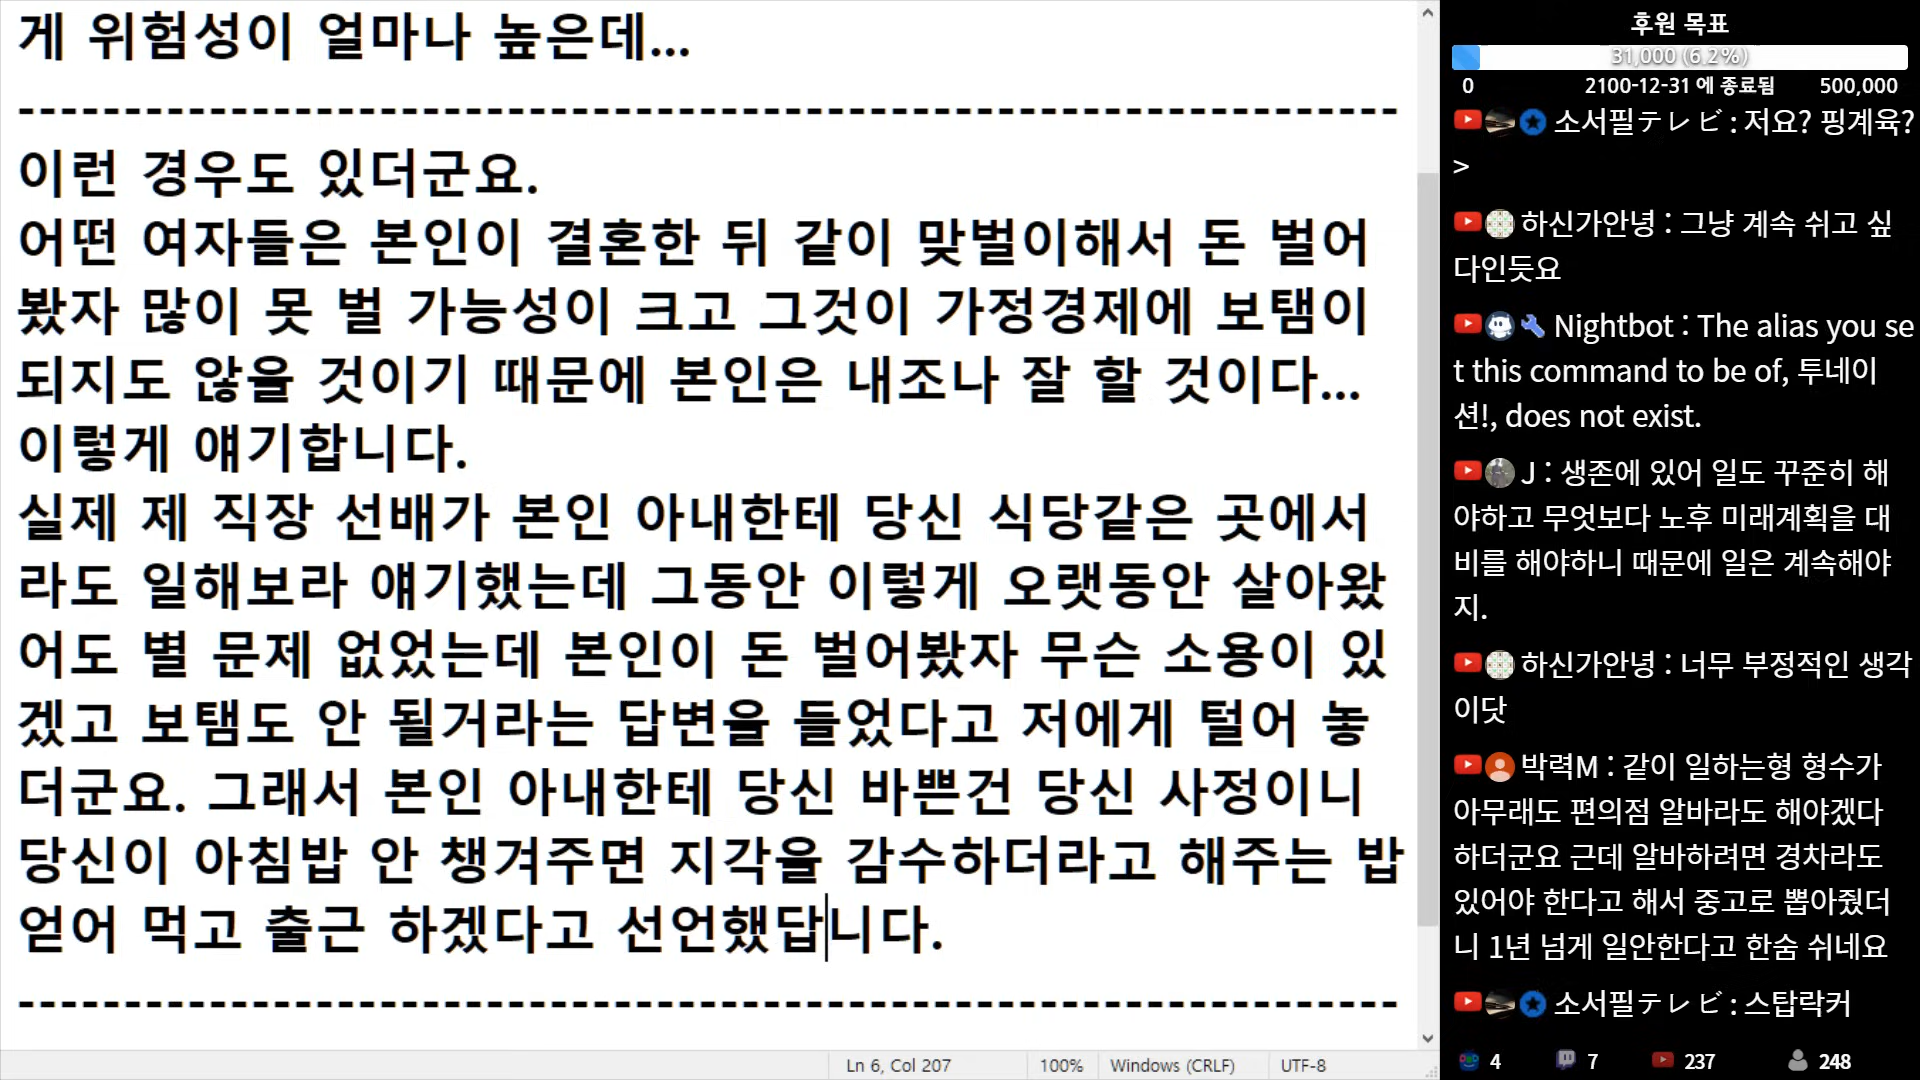 게 위험성이 얼마나 높은데...
--------------------------------------------------------------
이런 경우도 있더군요.
어떤 여자들은 본인이 결혼한 뒤 같이 맞벌이해서 돈 벌어
봤자 많이 못 벌 가능성이 크고 그것이 가정경제에 보탬이
되지도 않을 것이기 때문에 본인은 내조나 잘 할 것이다...
이렇게 얘기합니다.
실제 제 직장 선배가 본인 아내한테 당신 식당같은 곳에서
라도 일해보라 얘기했는데 그동안 이렇게 오랫동안 살아왔
어도 별 문제 없었는데 본인이 돈 벌어봤자 무슨 소용이 있
겠고 보탬도 안 될거라는 답변을 들었다고 저에게 털어 놓
더군요. 그래서 본인 아내한테 당신 바쁜건 당신 사정이니
당신이 아침밥 안 챙겨주면 지각을 감수하더라고 해주는 밥
얻어 먹고 출근 하겠다고 선언했답니다.
--------------------------------------------------------------
Ln 6, Col 207
100%
Windows (CRLF)
UTF-8
후원 목표
31,000 (6.2%)
0 2100-12-31 에 종료됨 500,000
소서필テレビ : 저요? 핑계육?
>
하신가안녕 : 그냥 계속 쉬고 싶
다인듯요
Nightbot : The alias you se
t this command to be of, 투네이
션!, does not exist.
J : 생존에 있어 일도 꾸준히 해
야하고 무엇보다 노후 미래계획을 대
비를 해야하니 때문에 일은 계속해야
지.
하신가안녕 : 너무 부정적인 생각
이닷
박력M : 같이 일하는형 형수가
아무래도 편의점 알바라도 해야겠다
하더군요 근데 알바하려면 경차라도
있어야 한다고 해서 중고로 뽑아줬더
니 1년 넘게 일안한다고 한숨 쉬네요
소서필テレビ : 스탑락커
4 7 237 248